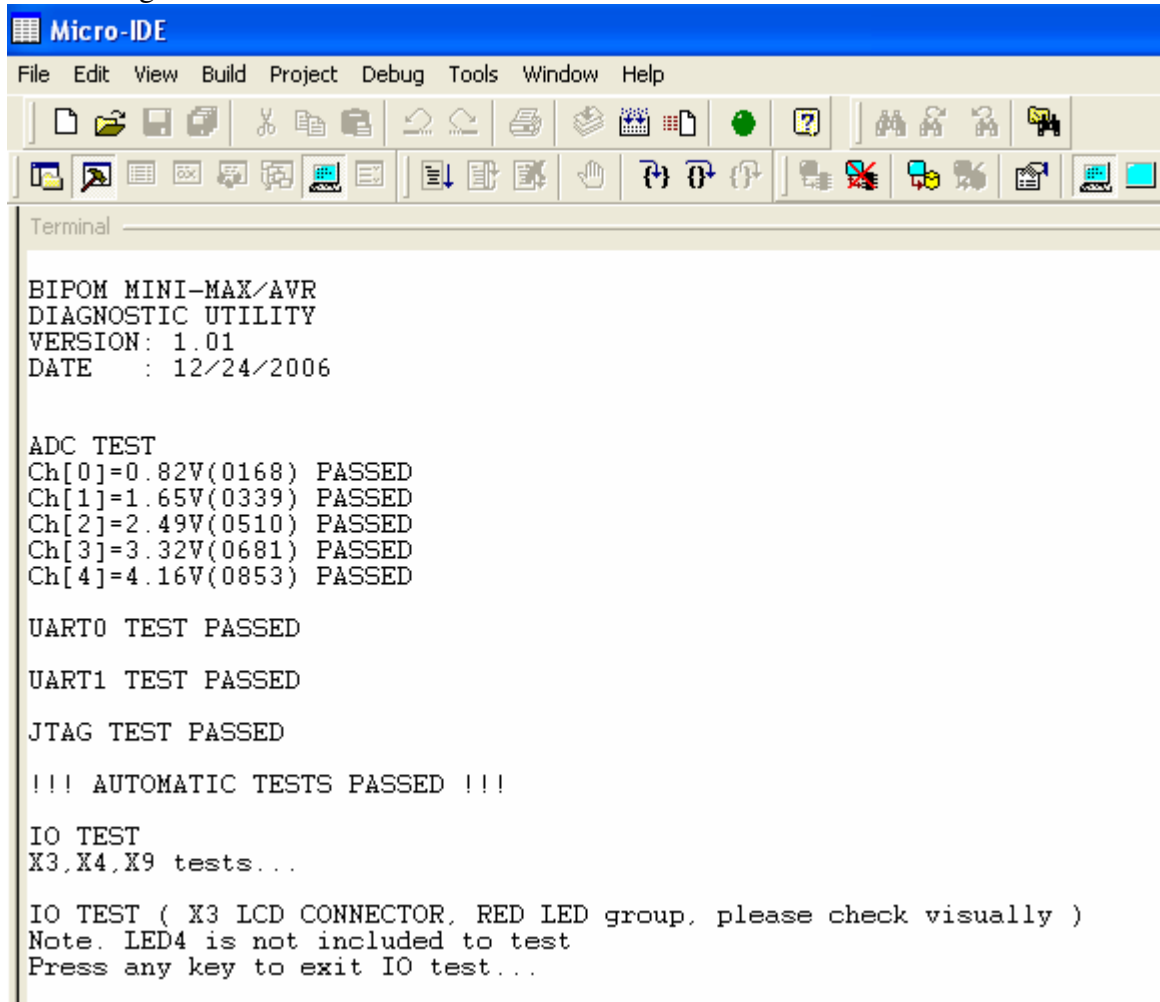 Micro-IDE
File Edit View Build Project Debug Tools Window Help
Terminal
BIPOM MINI-MAX/AVR
DIAGNOSTIC UTILITY
VERSION: 1.01
DATE   : 12/24/2006
ADC TEST
Ch[0]=0.82V(0168) PASSED
Ch[1]=1.65V(0339) PASSED
Ch[2]=2.49V(0510) PASSED
Ch[3]=3.32V(0681) PASSED
Ch[4]=4.16V(0853) PASSED
UART0 TEST PASSED
UART1 TEST PASSED
JTAG TEST PASSED
!!! AUTOMATIC TESTS PASSED !!!
IO TEST
X3,X4,X9 tests...
IO TEST ( X3 LCD CONNECTOR, RED LED group, please check visually )
Note. LED4 is not included to test
Press any key to exit IO test...